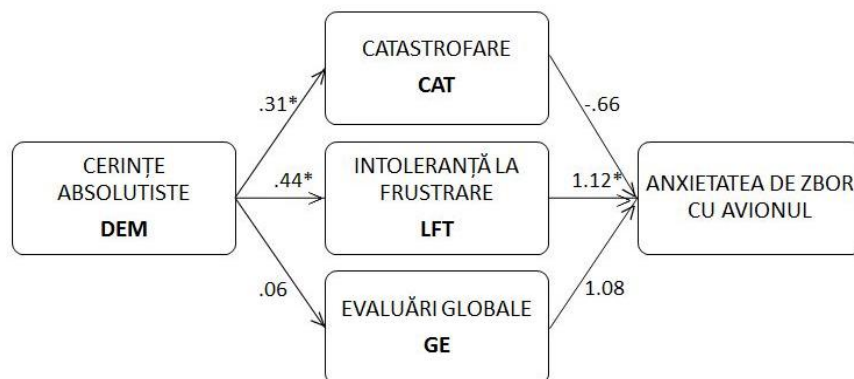 CATASTROFARE
CAT
.31*
-.66
CERINȚE
ABSOLUTISTE
DEM
.44*
INTOLERANȚĂ LA
FRUSTRARE
LFT
1.12*
ANXIETATEA DE ZBOR
CU AVIONUL
.06
EVALUĂRI GLOBALE
GE
1.08